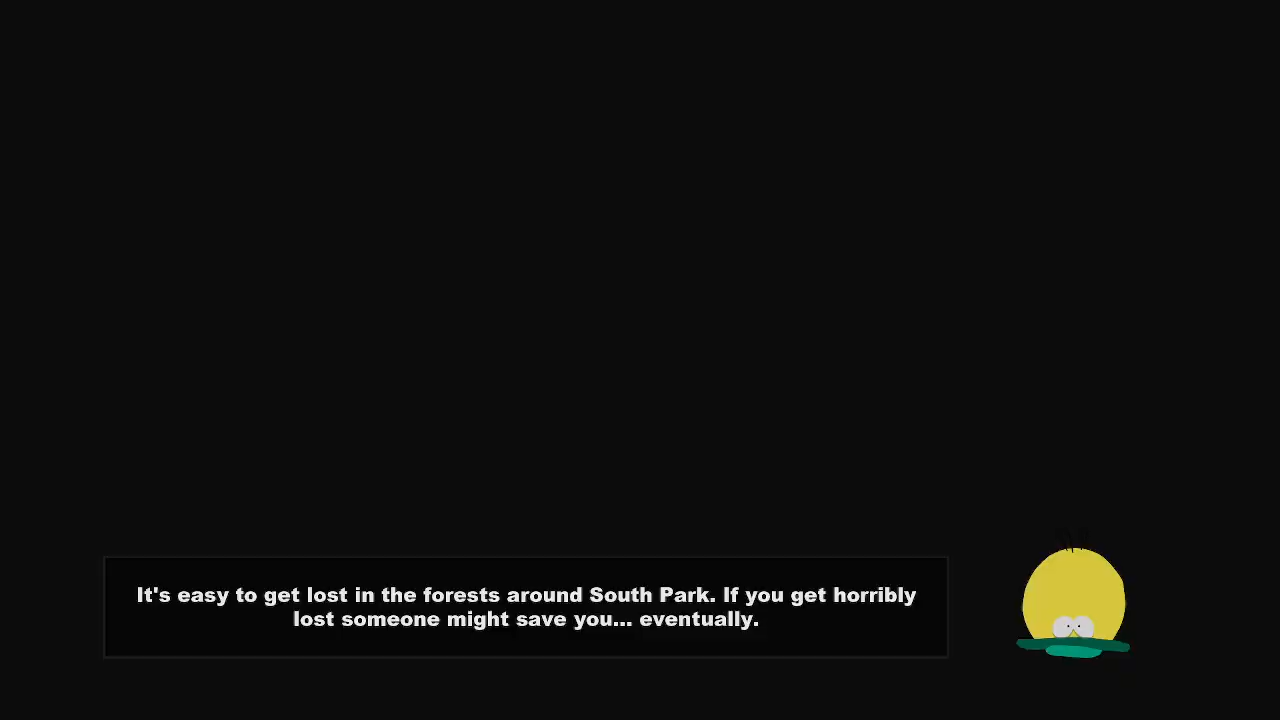 It's easy to get lost in the forests around South Park. If you get horribly
lost someone might save you... eventually.